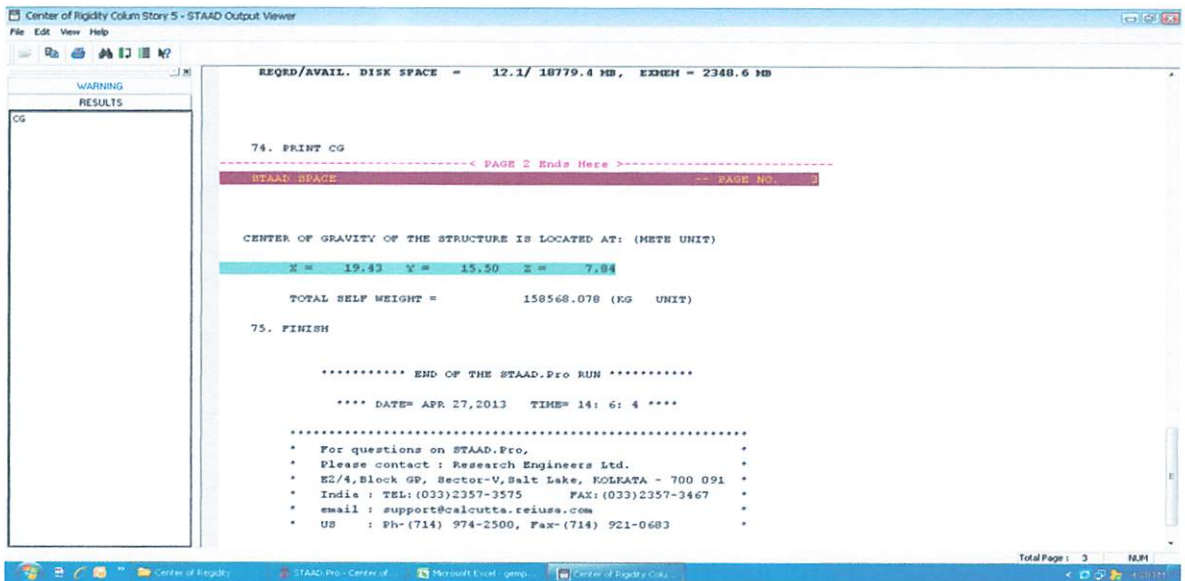 Center of Rigidity Colum Story 5 - STAAD Output Viewer
File Edit View Help
WARNING
RESULTS
CG
REQRD/AVAIL. DISK SPACE = 12.1/ 18779.4 MB, EXMEM = 2348.6 MB
74. PRINT CG
< PAGE 2 Ends Here >
STAAD SPACE -- PAGE NO. 3
CENTER OF GRAVITY OF THE STRUCTURE IS LOCATED AT: (METE UNIT)
X = 19.43 Y = 15.50 Z = 7.84
TOTAL SELF WEIGHT = 158568.078 (KG UNIT)
75. FINISH
*********** END OF THE STAAD.Pro RUN ***********
**** DATE= APR 27,2013 TIME= 14: 6: 4 ****
************************************************************
* For questions on STAAD.Pro, *
* Please contact : Research Engineers Ltd. *
* E2/4,Block GP, Sector-V,Salt Lake, KOLKATA - 700 091 *
* India : TEL:(033)2357-3575 FAX:(033)2357-3467 *
* email : support@calcutta.reiusa.com *
* US : Ph-(714) 974-2500, Fax-(714) 921-0683 *
Total Page : 3 NUM
Center of Rigidity
STAAD.Pro - Center of...
Microsoft Excel - gemp...
Center of Rigidity Colu...